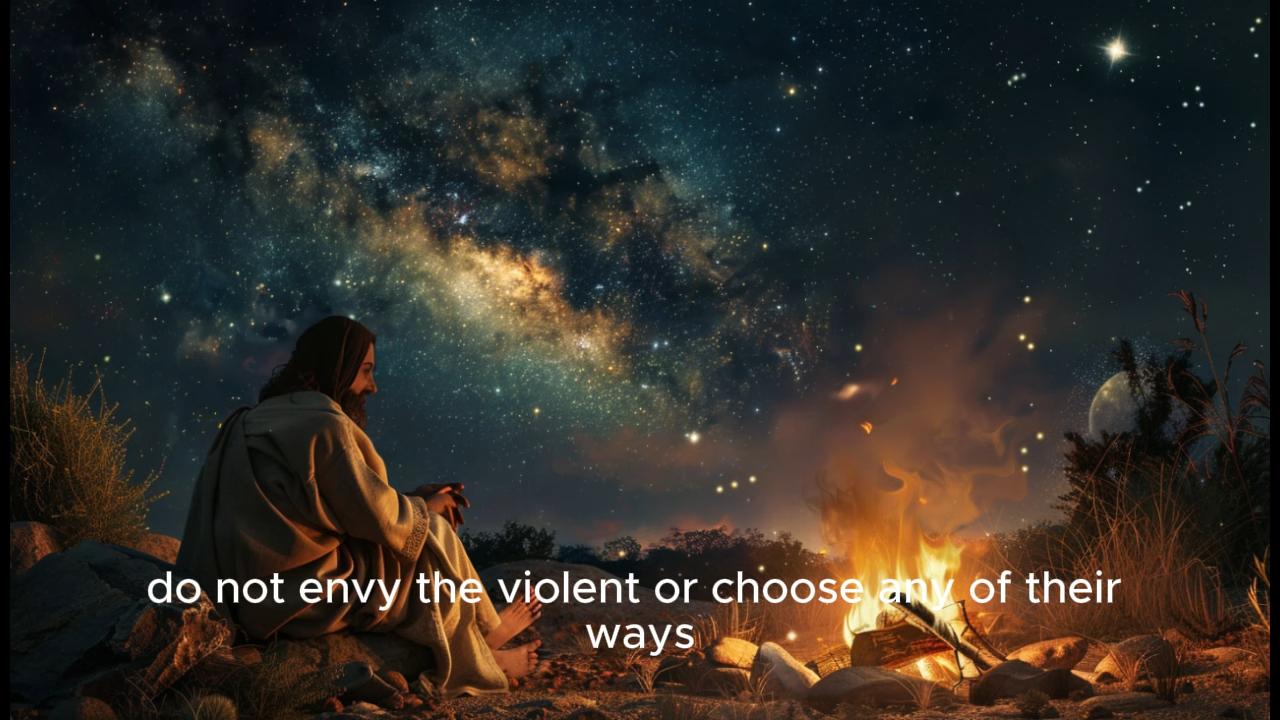 do not envy the violent or choose any of their
ways